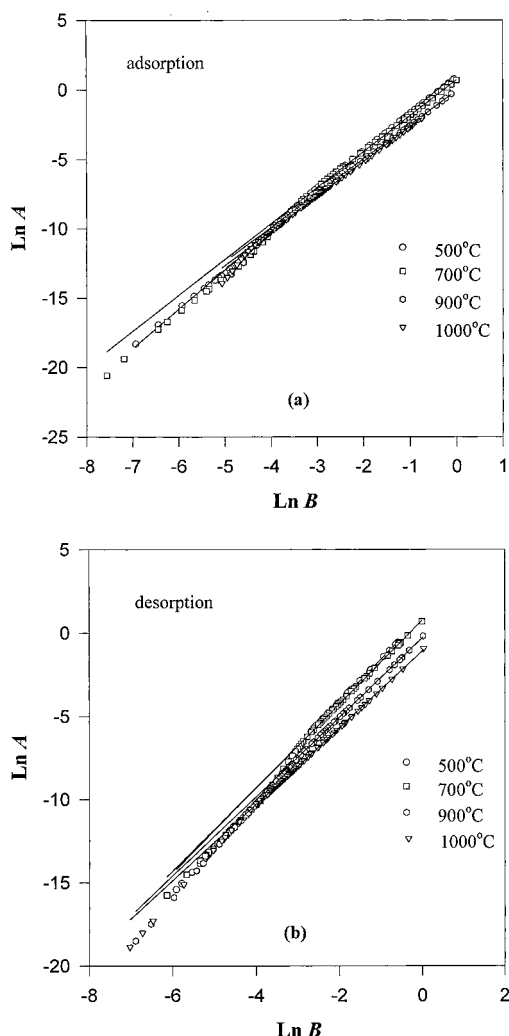 5
adsorption
0
-5
Ln A
-10
500°C
700°C
-15
900°C
1000°C
-20
(a)
-25
-8 -7 -6 -5 -4 -3 -2 -1 0 1
Ln B
5
desorption
0
-5
Ln A
500°C
-10
700°C
900°C
1000°C
-15
(b)
-20
-8 -6 -4 -2 0 2
Ln B